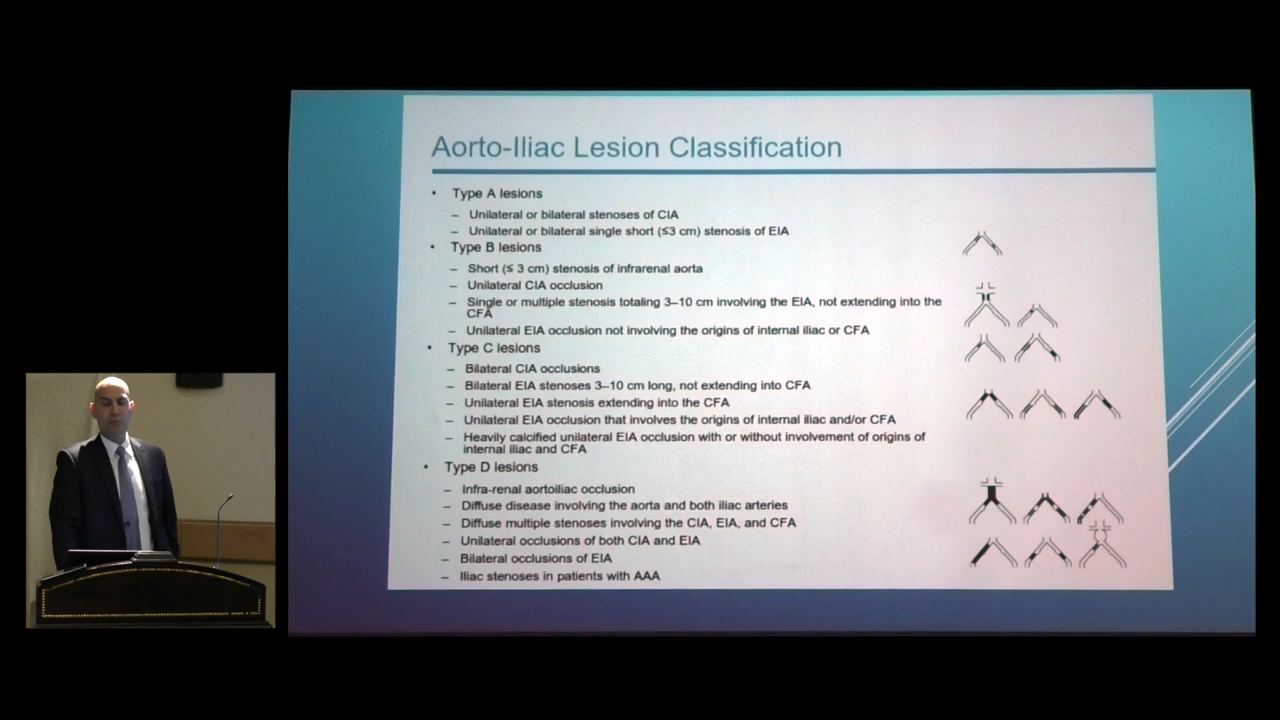 Aorto-Iliac Lesion Classification
• Type A lesions
– Unilateral or bilateral stenoses of CIA
– Unilateral or bilateral single short (≤3 cm) stenosis of EIA
• Type B lesions
– Short (≤ 3 cm) stenosis of infrarenal aorta
– Unilateral CIA occlusion
– Single or multiple stenosis totaling 3–10 cm involving the EIA, not extending into the
CFA
– Unilateral EIA occlusion not involving the origins of internal iliac or CFA
• Type C lesions
– Bilateral CIA occlusions
– Bilateral EIA stenoses 3–10 cm long, not extending into CFA
– Unilateral EIA stenosis extending into the CFA
– Unilateral EIA occlusion that involves the origins of internal iliac and/or CFA
– Heavily calcified unilateral EIA occlusion with or without involvement of origins of
internal iliac and CFA
• Type D lesions
– Infra-renal aortoiliac occlusion
– Diffuse disease involving the aorta and both iliac arteries
– Diffuse multiple stenoses involving the CIA, EIA, and CFA
– Unilateral occlusions of both CIA and EIA
– Bilateral occlusions of EIA
– Iliac stenoses in patients with AAA